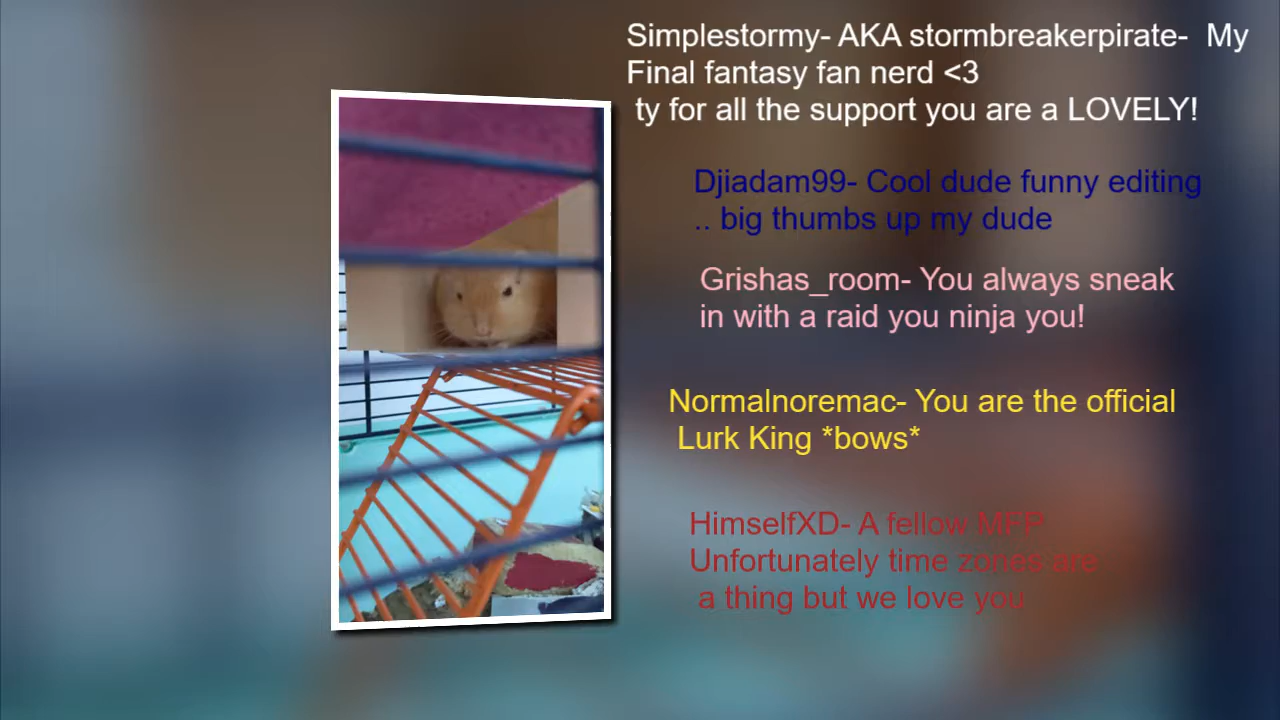 Simplestormy- AKA stormbreakerpirate- My
Final fantasy fan nerd <3
ty for all the support you are a LOVELY!
Djiadam99- Cool dude funny editing
.. big thumbs up my dude
Grishas_room- You always sneak
in with a raid you ninja you!
Normalnoremac- You are the official
Lurk King *bows*
HimselfXD- A fellow MFP
Unfortunately time zones are
a thing but we love you